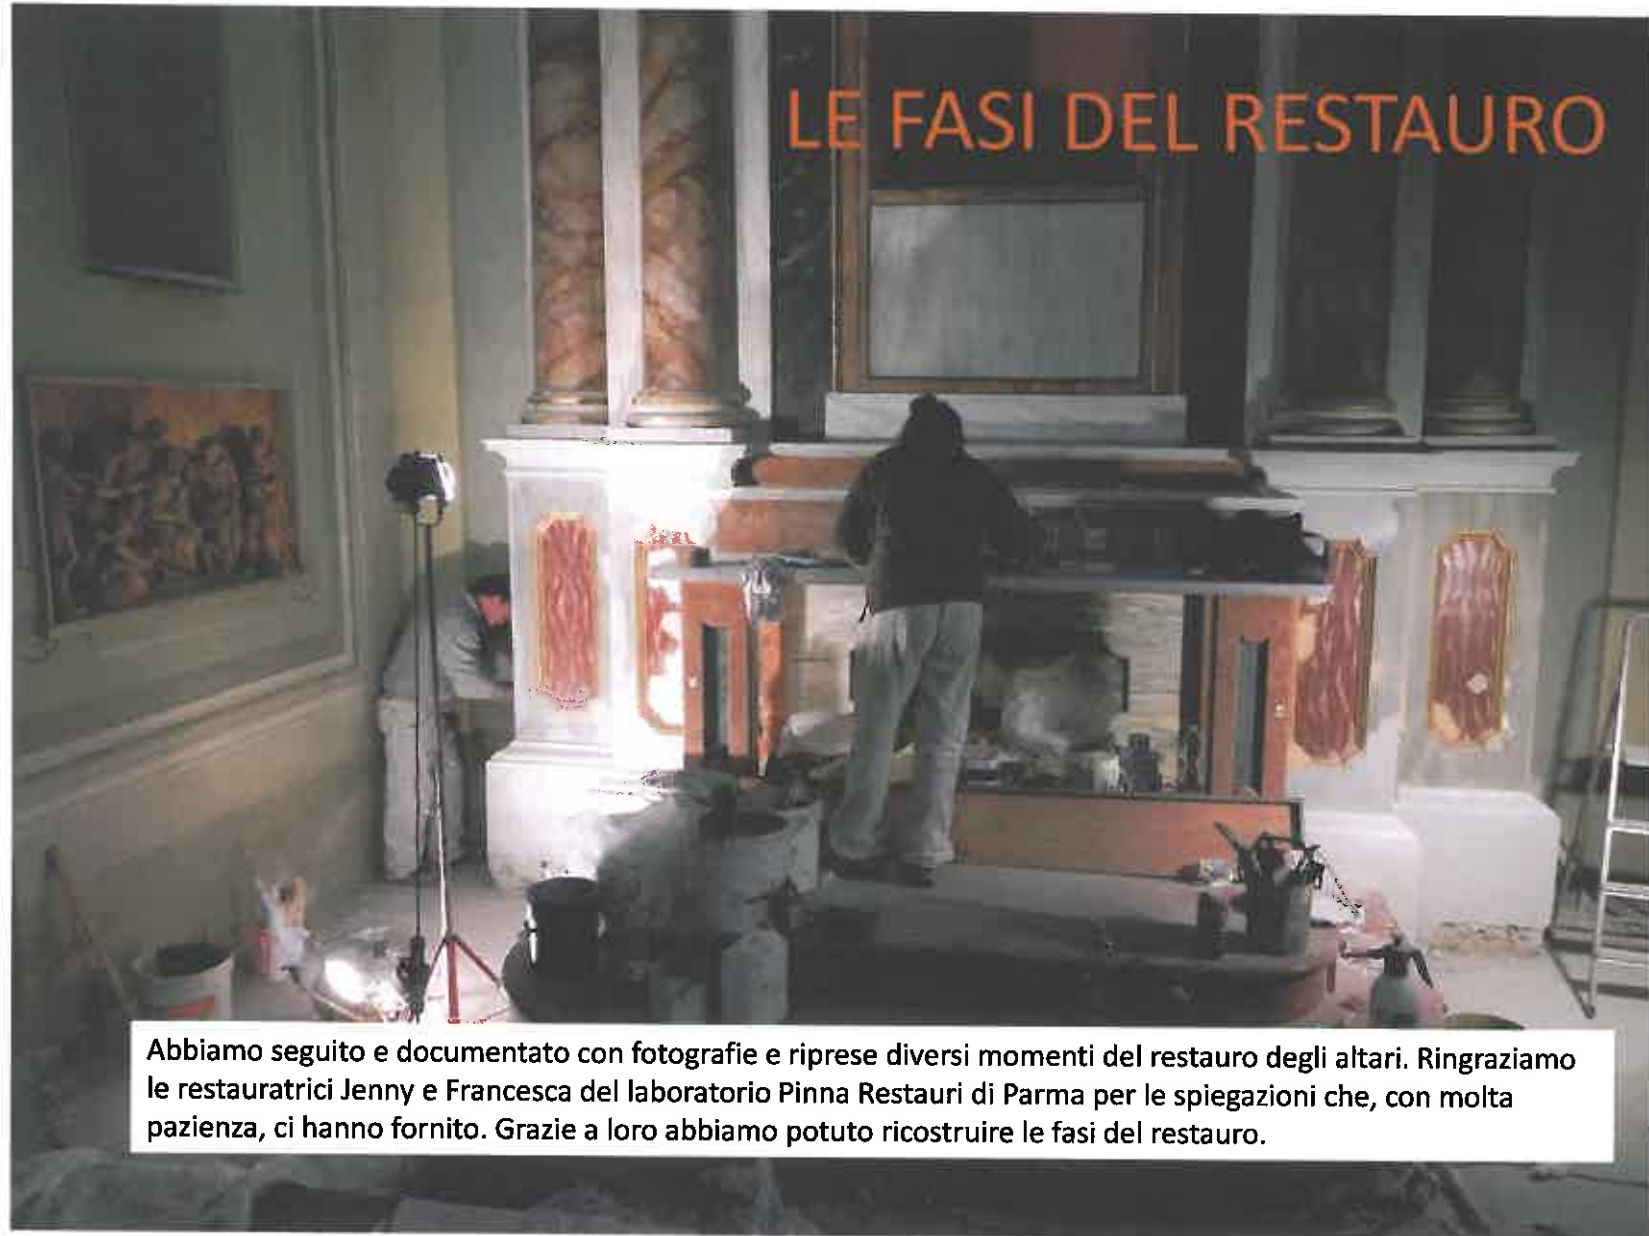 LE FASI DEL RESTAURO
Abbiamo seguito e documentato con fotografie e riprese diversi momenti del restauro degli altari. Ringraziamo
le restauratrici Jenny e Francesca del laboratorio Pinna Restauri di Parma per le spiegazioni che, con molta
pazienza, ci hanno fornito. Grazie a loro abbiamo potuto ricostruire le fasi del restauro.